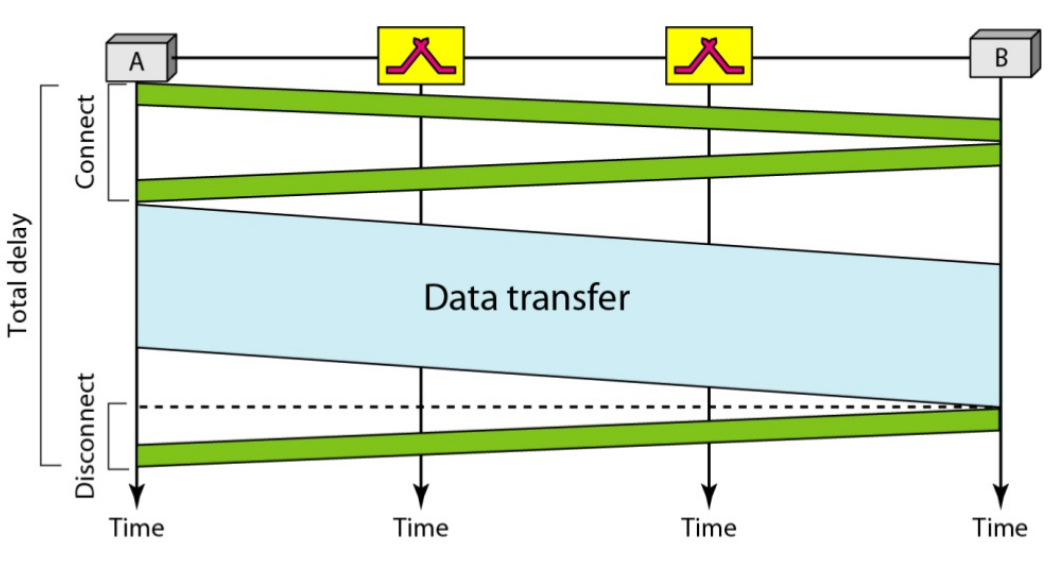 A
B
Connect
Total delay
Data transfer
Disconnect
Time
Time
Time
Time